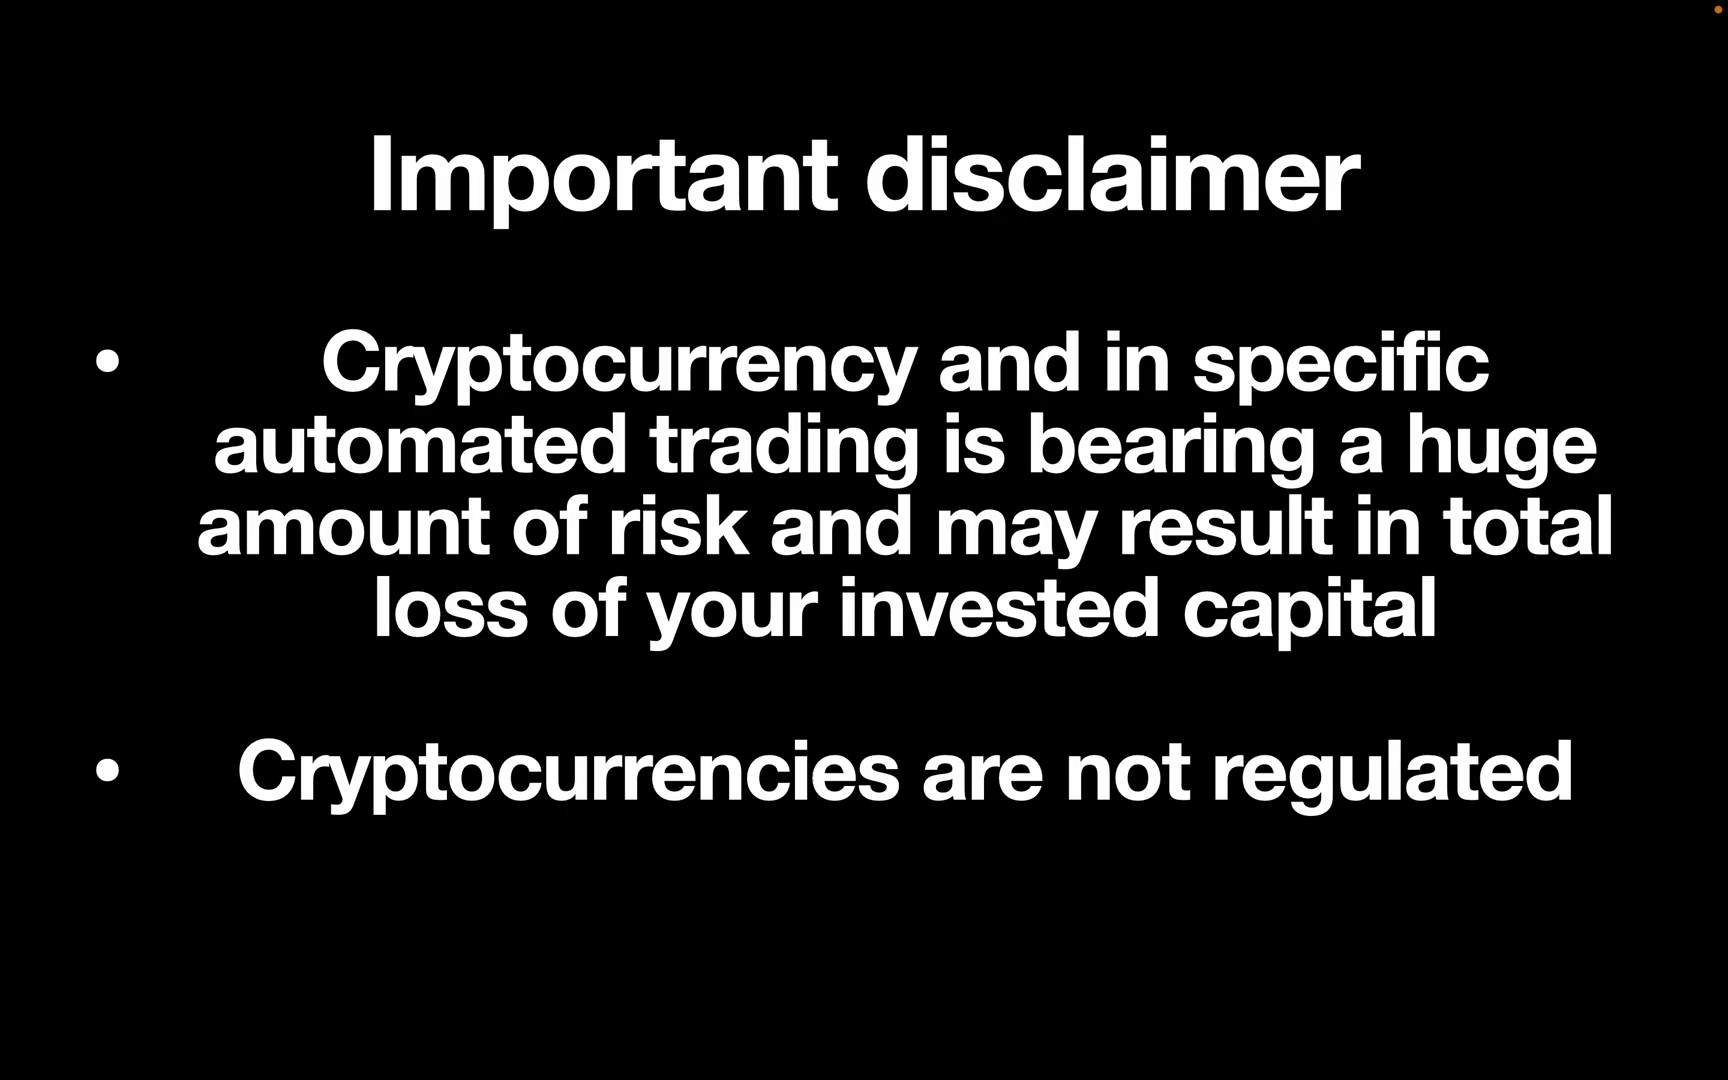 Important disclaimer
• Cryptocurrency and in specific
automated trading is bearing a huge
amount of risk and may result in total
loss of your invested capital
• Cryptocurrencies are not regulated